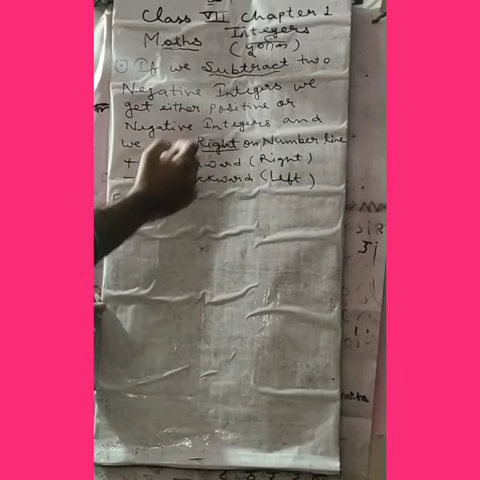 Class VII Chapter 1
Maths Integers
① If we Subtract two
Negative Integers we
get either positive or
Negative Integers and
we Right on Number line
+ ward (Right)
- ckward (Left)